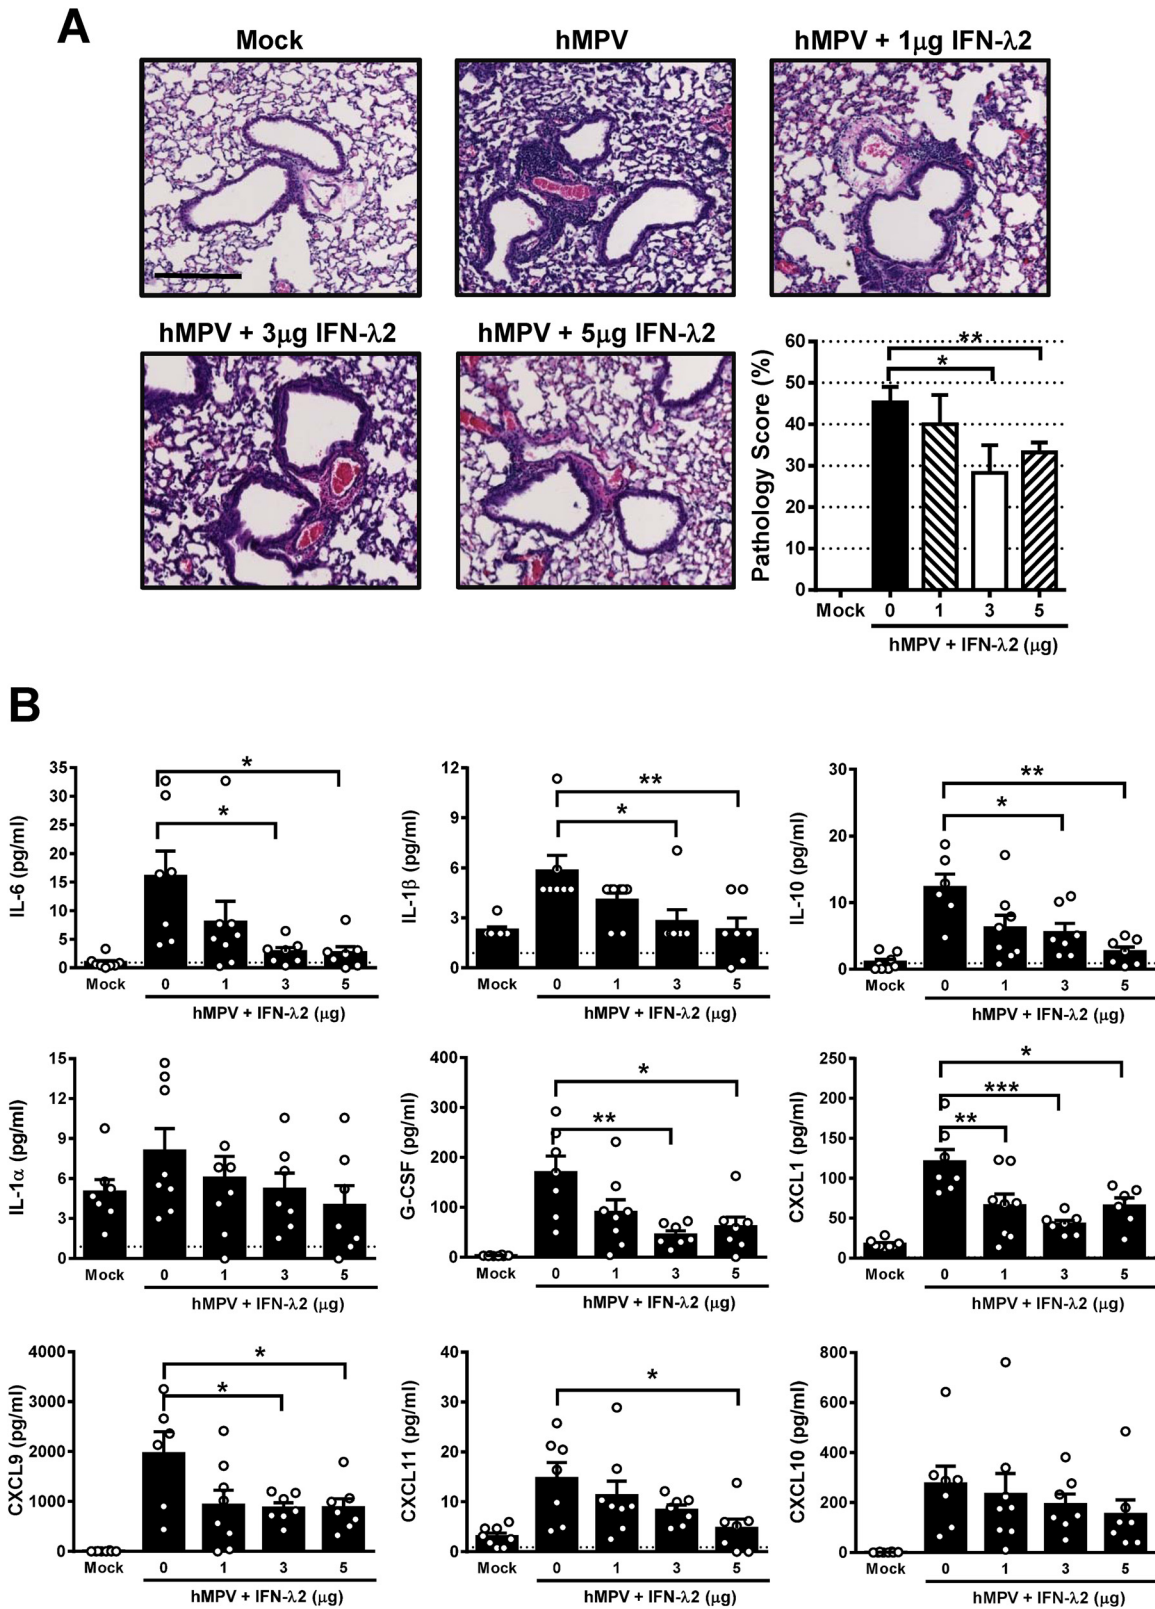 A
Mock
hMPV
hMPV + 1μg IFN-λ2
hMPV + 3μg IFN-λ2
hMPV + 5μg IFN-λ2
Pathology Score (%)
60
50
40
30
20
10
0
**
*
Mock 0 1 3 5
hMPV + IFN-λ2 (μg)
B
IL-6 (pg/ml)
35
30
25
20
15
10
5
0
*
*
Mock 0 1 3 5
hMPV + IFN-λ2 (μg)
IL-1β (pg/ml)
12
9
6
3
0
**
*
Mock 0 1 3 5
hMPV + IFN-λ2 (μg)
IL-10 (pg/ml)
30
20
10
0
**
*
Mock 0 1 3 5
hMPV + IFN-λ2 (μg)
IL-1α (pg/ml)
15
12
9
6
3
0
Mock 0 1 3 5
hMPV + IFN-λ2 (μg)
G-CSF (pg/ml)
400
300
200
100
0
*
**
Mock 0 1 3 5
hMPV + IFN-λ2 (μg)
CXCL1 (pg/ml)
250
200
150
100
50
0
*
***
**
Mock 0 1 3 5
hMPV + IFN-λ2 (μg)
CXCL9 (pg/ml)
4000
3000
2000
1000
0
*
*
Mock 0 1 3 5
hMPV + IFN-λ2 (μg)
CXCL11 (pg/ml)
40
30
20
10
0
*
Mock 0 1 3 5
hMPV + IFN-λ2 (μg)
CXCL10 (pg/ml)
800
600
400
200
0
Mock 0 1 3 5
hMPV + IFN-λ2 (μg)